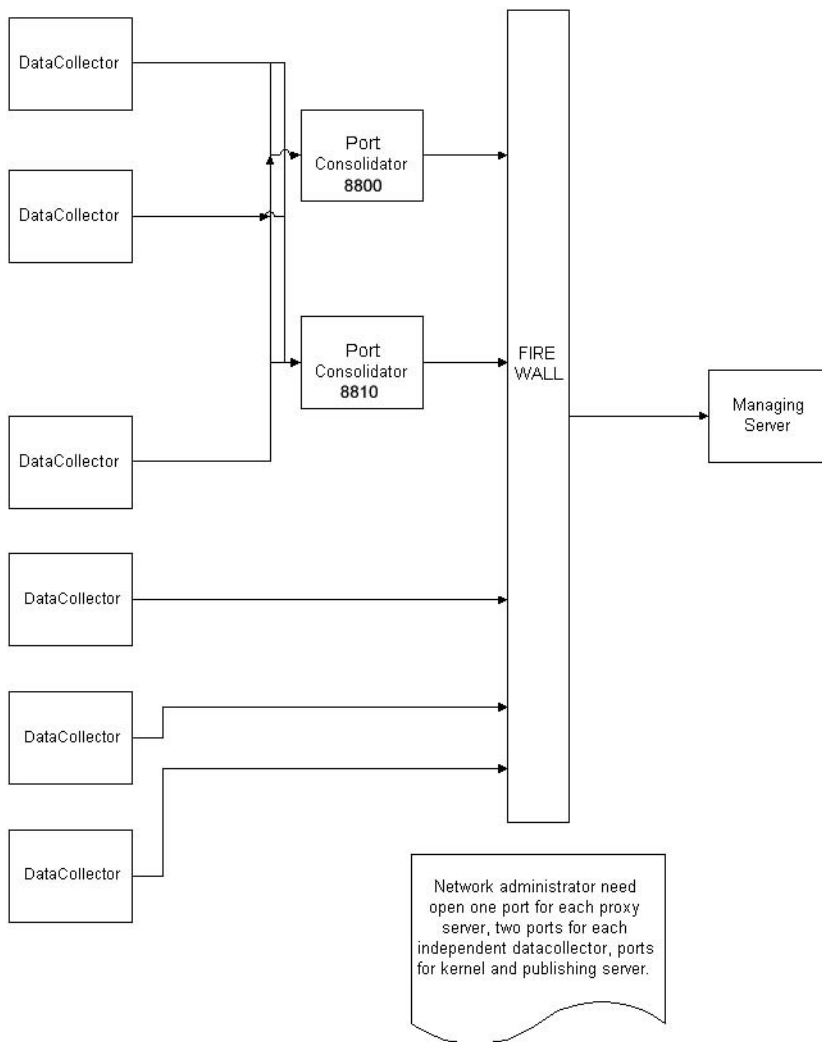 DataCollector
Port
Consolidator
8800
DataCollector
Port
Consolidator
8810
FIRE
WALL
Managing
Server
DataCollector
DataCollector
DataCollector
DataCollector
Network administrator need
open one port for each proxy
server, two ports for each
independent datacollector, ports
for kernel and publishing server.